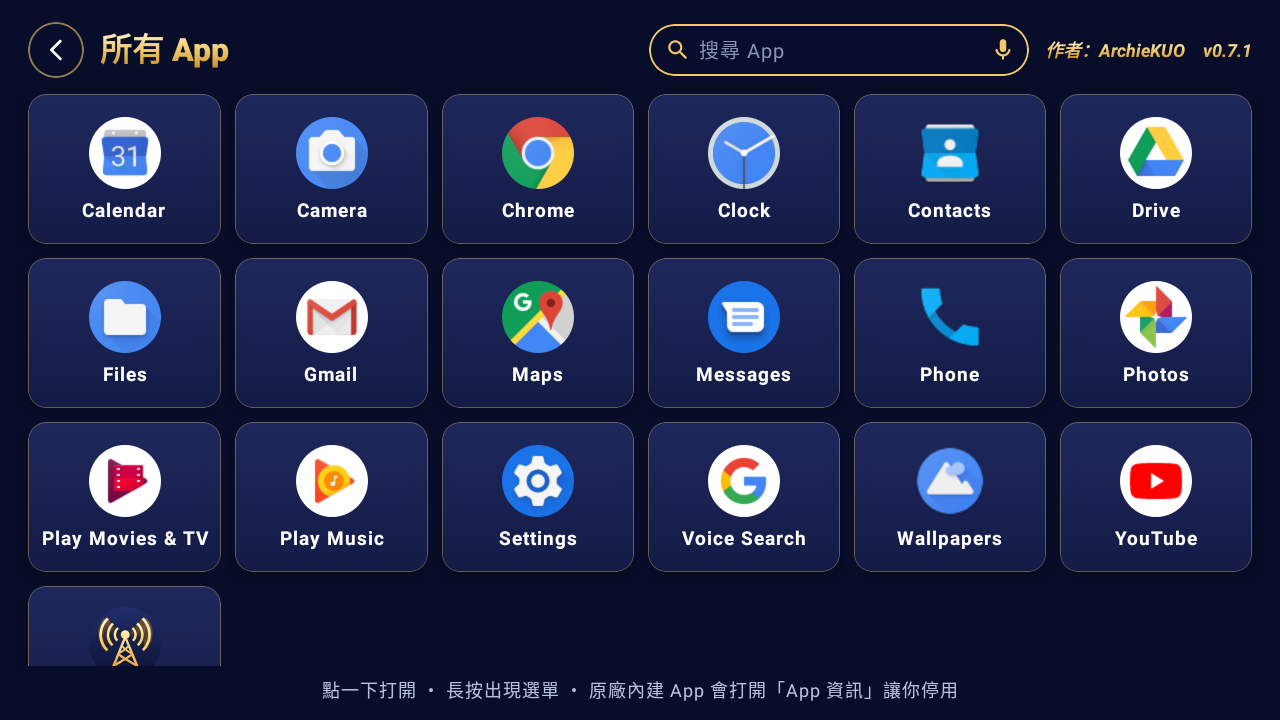 所有 App
搜尋 App
作者：ArchieKUO v0.7.1
31
Calendar
Camera
Chrome
Clock
Contacts
Drive
Files
Gmail
G
Maps
Messages
Phone
Photos
Play Movies & TV
Play Music
Settings
G
Voice Search
Wallpapers
YouTube
點一下打開 · 長按出現選單 · 原廠內建 App 會打開「App 資訊」讓你停用